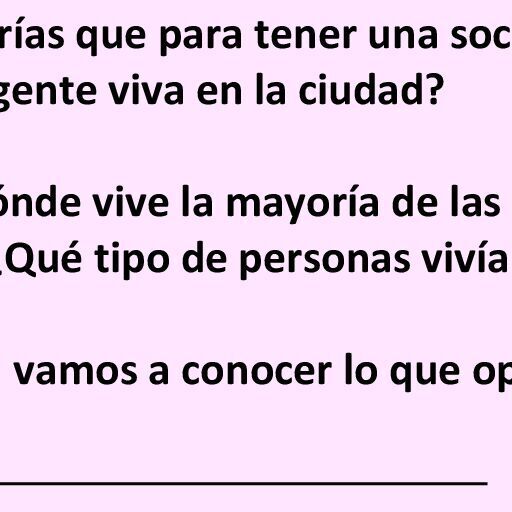 rías que para tener una soc
gente viva en la ciudad?
ónde vive la mayoría de las
¿Qué tipo de personas vivía
vamos a conocer lo que op